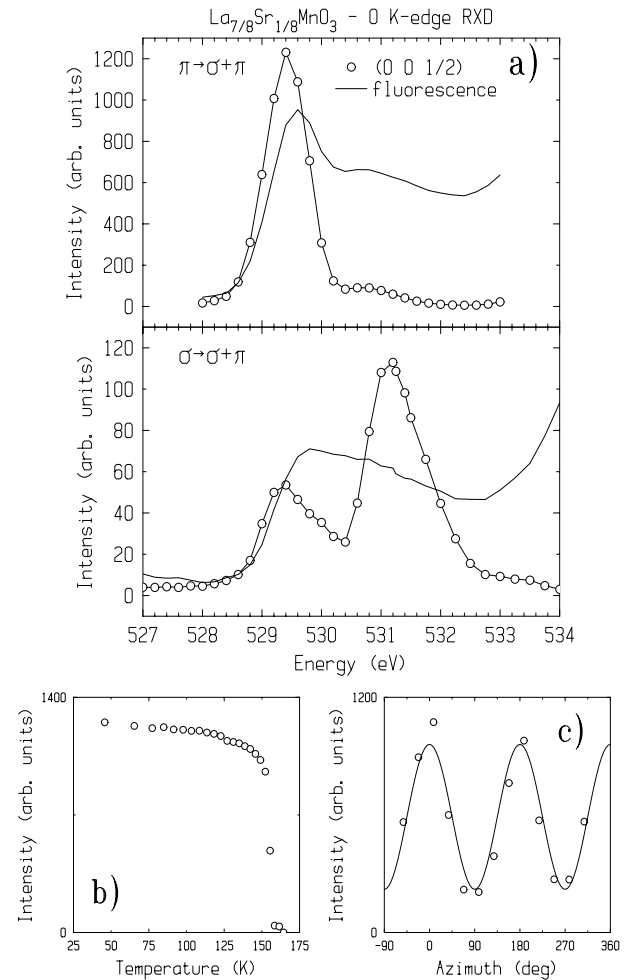 La7/8Sr1/8MnO3 - O K-edge RXD
π→σ+π
(0 0 1/2)
fluorescence
a)
Intensity (arb. units)
1200
1000
800
600
400
200
0
σ→σ+π
Intensity (arb. units)
120
100
80
60
40
20
0
527 528 529 530 531 532 533 534
Energy (eV)
1400
0
Intensity (arb. units)
b)
25 50 75 100 125 150 175
Temperature (K)
1200
0
Intensity (arb. units)
c)
-90 0 90 180 270 360
Azimuth (deg)